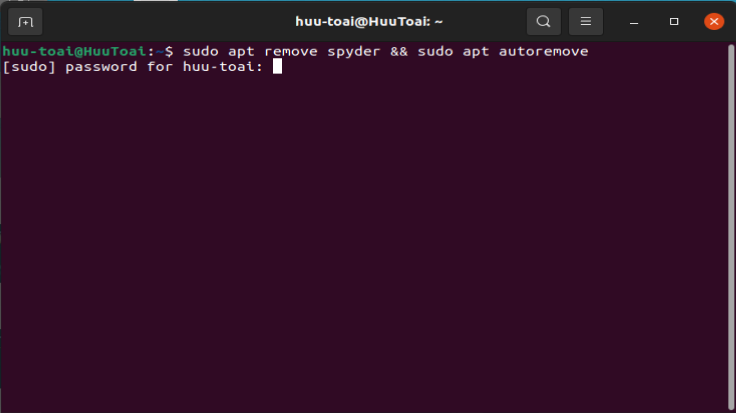 huu-toai@HuuToai: ~
huu-toai@HuuToai:~$ sudo apt remove spyder && sudo apt autoremove
[sudo] password for huu-toai: